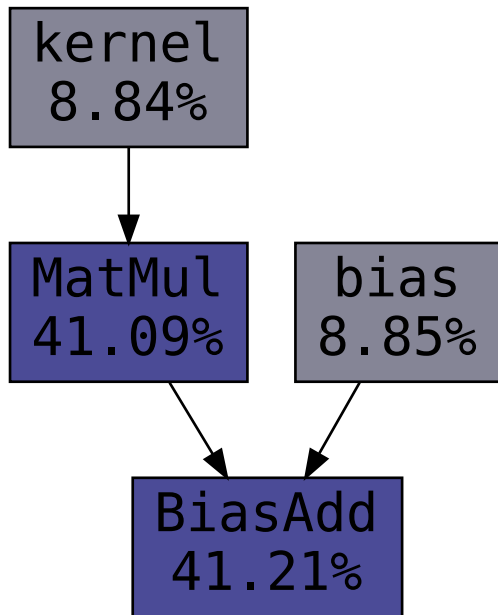 kernel
8.84%
MatMul
41.09%
bias
8.85%
BiasAdd
41.21%